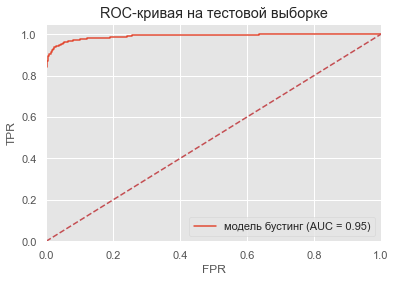 ROC-кривая на тестовой выборке
1.0
0.8
0.6
0.4
0.2
0.0
TPR
модель бустинг (AUC = 0.95)
0.0 0.2 0.4 0.6 0.8 1.0
FPR